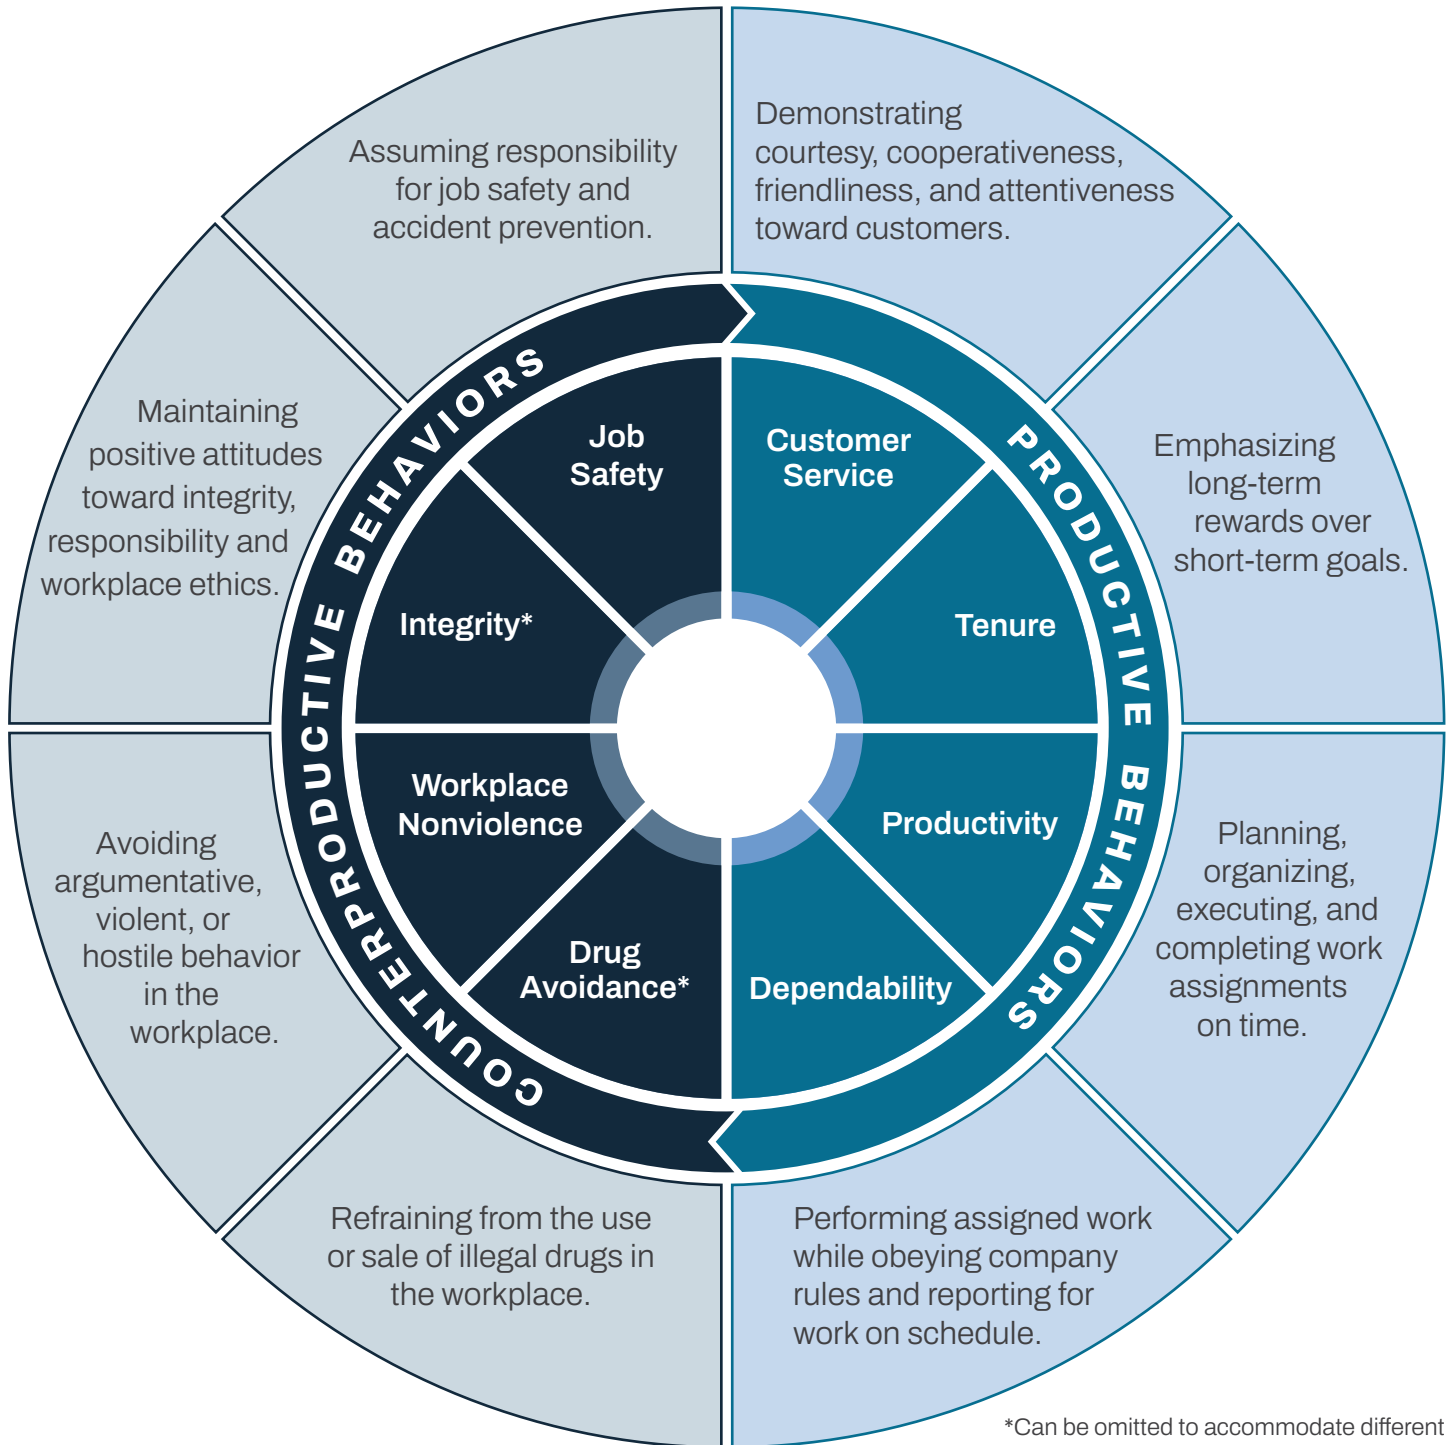 Assuming responsibility
for job safety and
accident prevention.
Demonstrating
courtesy, cooperativeness,
friendliness, and attentiveness
toward customers.
Maintaining
positive attitudes
toward integrity,
responsibility and
workplace ethics.
Emphasizing
long-term
rewards over
short-term goals.
COUNTERPRODUCTIVE BEHAVIORS
PRODUCTIVE BEHAVIORS
Job
Safety
Customer
Service
Integrity*
Tenure
Workplace
Nonviolence
Productivity
Drug
Avoidance*
Dependability
Avoiding
argumentative,
violent, or
hostile behavior
in the
workplace.
Planning,
organizing,
executing, and
completing work
assignments
on time.
Refraining from the use
or sale of illegal drugs in
the workplace.
Performing assigned work
while obeying company
rules and reporting for
work on schedule.
*Can be omitted to accommodate different